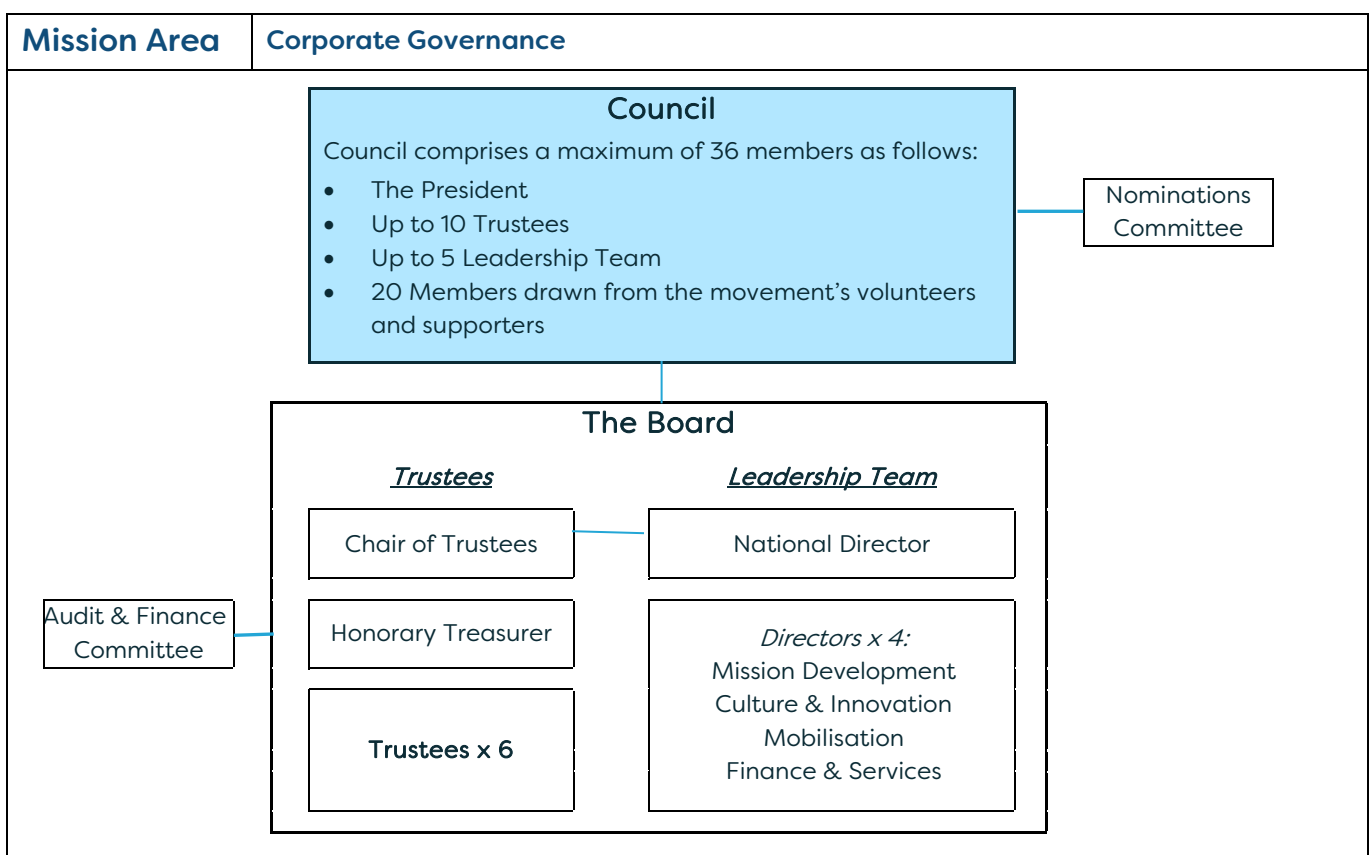 Mission Area
Corporate Governance
Council
Council comprises a maximum of 36 members as follows:
• The President
• Up to 10 Trustees
• Up to 5 Leadership Team
• 20 Members drawn from the movement’s volunteers
and supporters
Nominations
Committee
The Board
Trustees
Leadership Team
Chair of Trustees
National Director
Audit & Finance
Committee
Honorary Treasurer
Trustees x 6
Directors x 4:
Mission Development
Culture & Innovation
Mobilisation
Finance & Services